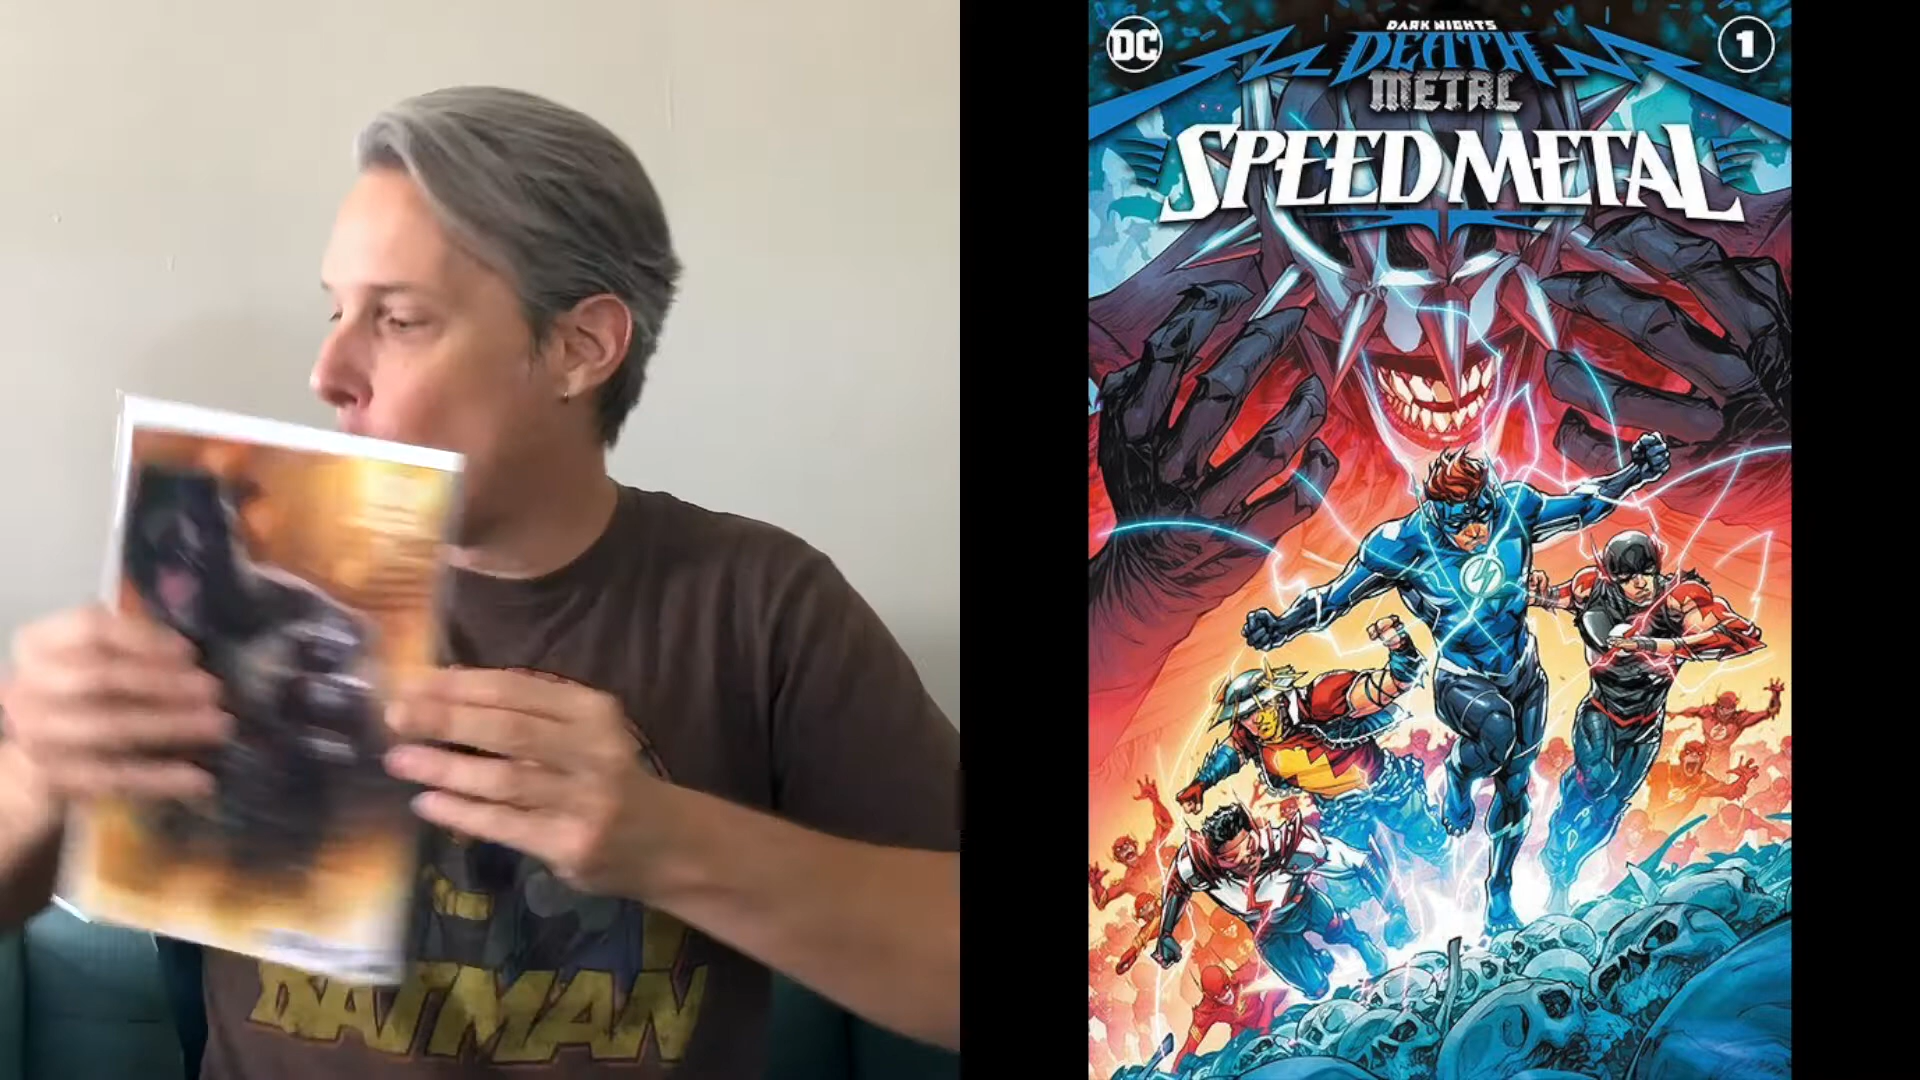 BATMAN
DC
DARK NIGHTS
DEATH
METAL
SPEED METAL
1